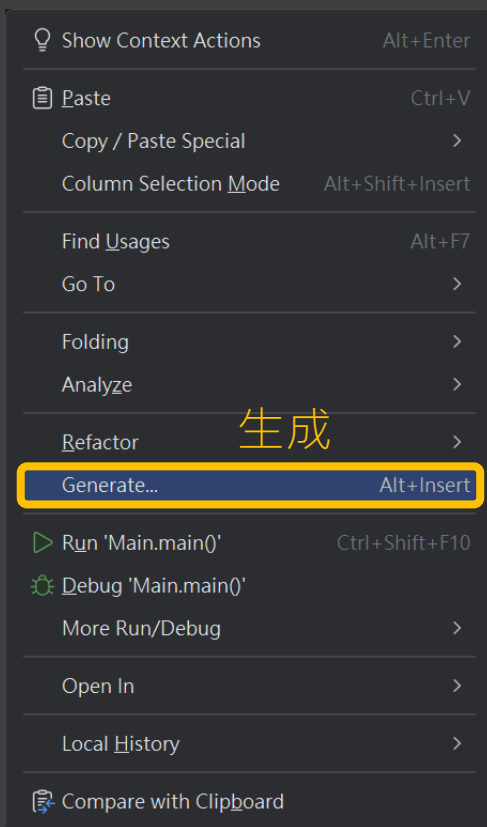 Show Context Actions Alt+Enter
Paste Ctrl+V
Copy / Paste Special
Column Selection Mode Alt+Shift+Insert
Find Usages Alt+F7
Go To
Folding
Analyze
生成
Refactor
Generate... Alt+Insert
Run 'Main.main()' Ctrl+Shift+F10
Debug 'Main.main()'
More Run/Debug
Open In
Local History
Compare with Clipboard